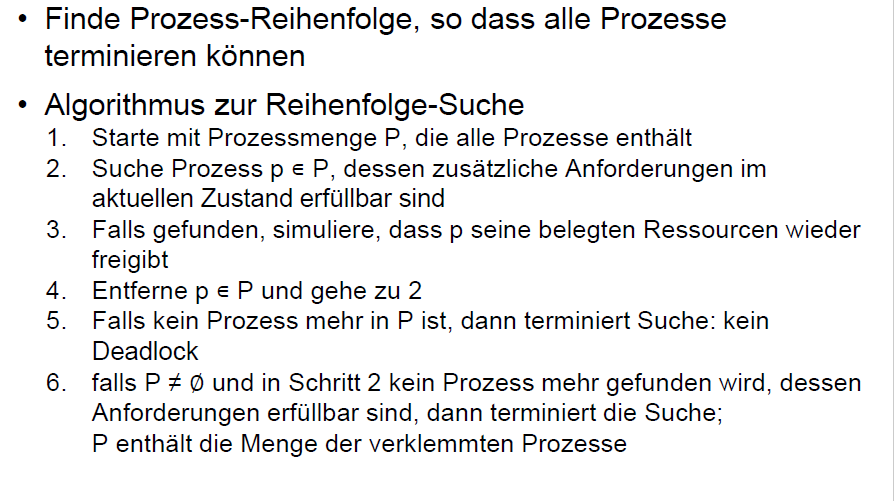 • Finde Prozess-Reihenfolge, so dass alle Prozesse
terminieren können
• Algorithmus zur Reihenfolge-Suche
1. Starte mit Prozessmenge P, die alle Prozesse enthält
2. Suche Prozess p ∊ P, dessen zusätzliche Anforderungen im
aktuellen Zustand erfüllbar sind
3. Falls gefunden, simuliere, dass p seine belegten Ressourcen wieder
freigibt
4. Entferne p ∊ P und gehe zu 2
5. Falls kein Prozess mehr in P ist, dann terminiert Suche: kein
Deadlock
6. falls P ≠ ∅ und in Schritt 2 kein Prozess mehr gefunden wird, dessen
Anforderungen erfüllbar sind, dann terminiert die Suche;
P enthält die Menge der verklemmten Prozesse